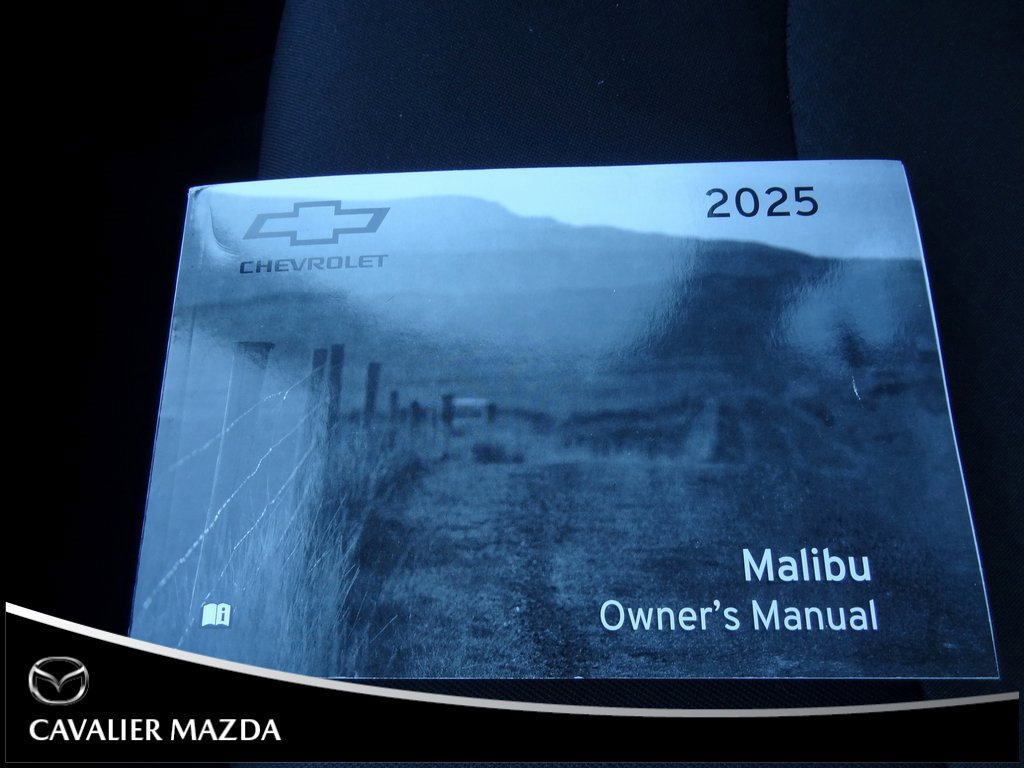 2025
CHEVROLET
Malibu
Owner's Manual
CAVALIER MAZDA